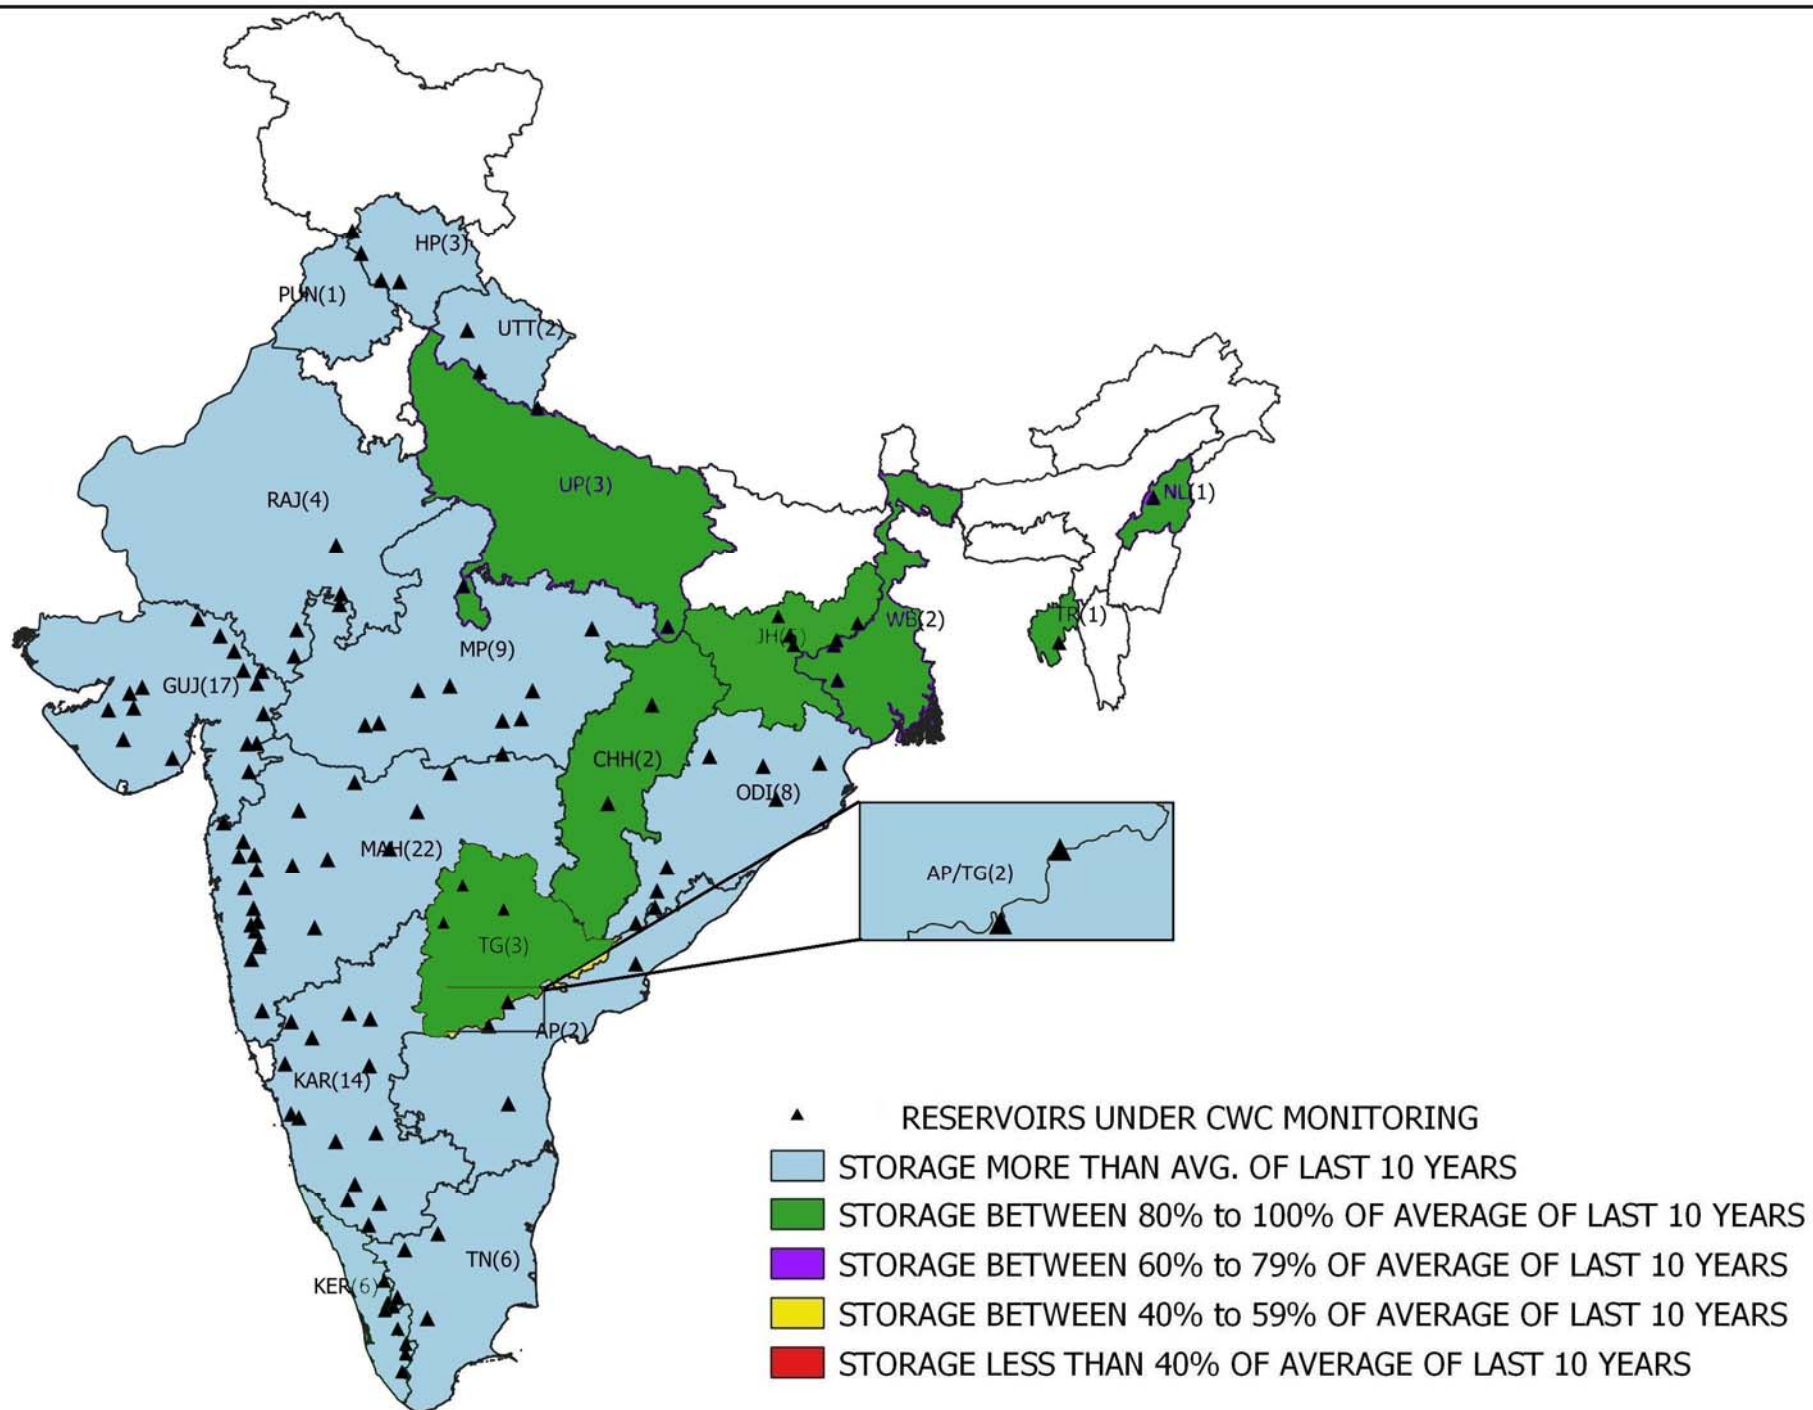 HP(3)
PUN(1)
UTT(2)
RAJ(4)
UP(3)
NL(1)
TR(1)
WB(2)
JH(5)
MP(9)
GUJ(17)
CHH(2)
ODI(8)
MAH(22)
AP/TG(2)
TG(3)
AP(2)
KAR(14)
TN(6)
KER(6)
RESERVOIRS UNDER CWC MONITORING
STORAGE MORE THAN AVG. OF LAST 10 YEARS
STORAGE BETWEEN 80% to 100% OF AVERAGE OF LAST 10 YEARS
STORAGE BETWEEN 60% to 79% OF AVERAGE OF LAST 10 YEARS
STORAGE BETWEEN 40% to 59% OF AVERAGE OF LAST 10 YEARS
STORAGE LESS THAN 40% OF AVERAGE OF LAST 10 YEARS